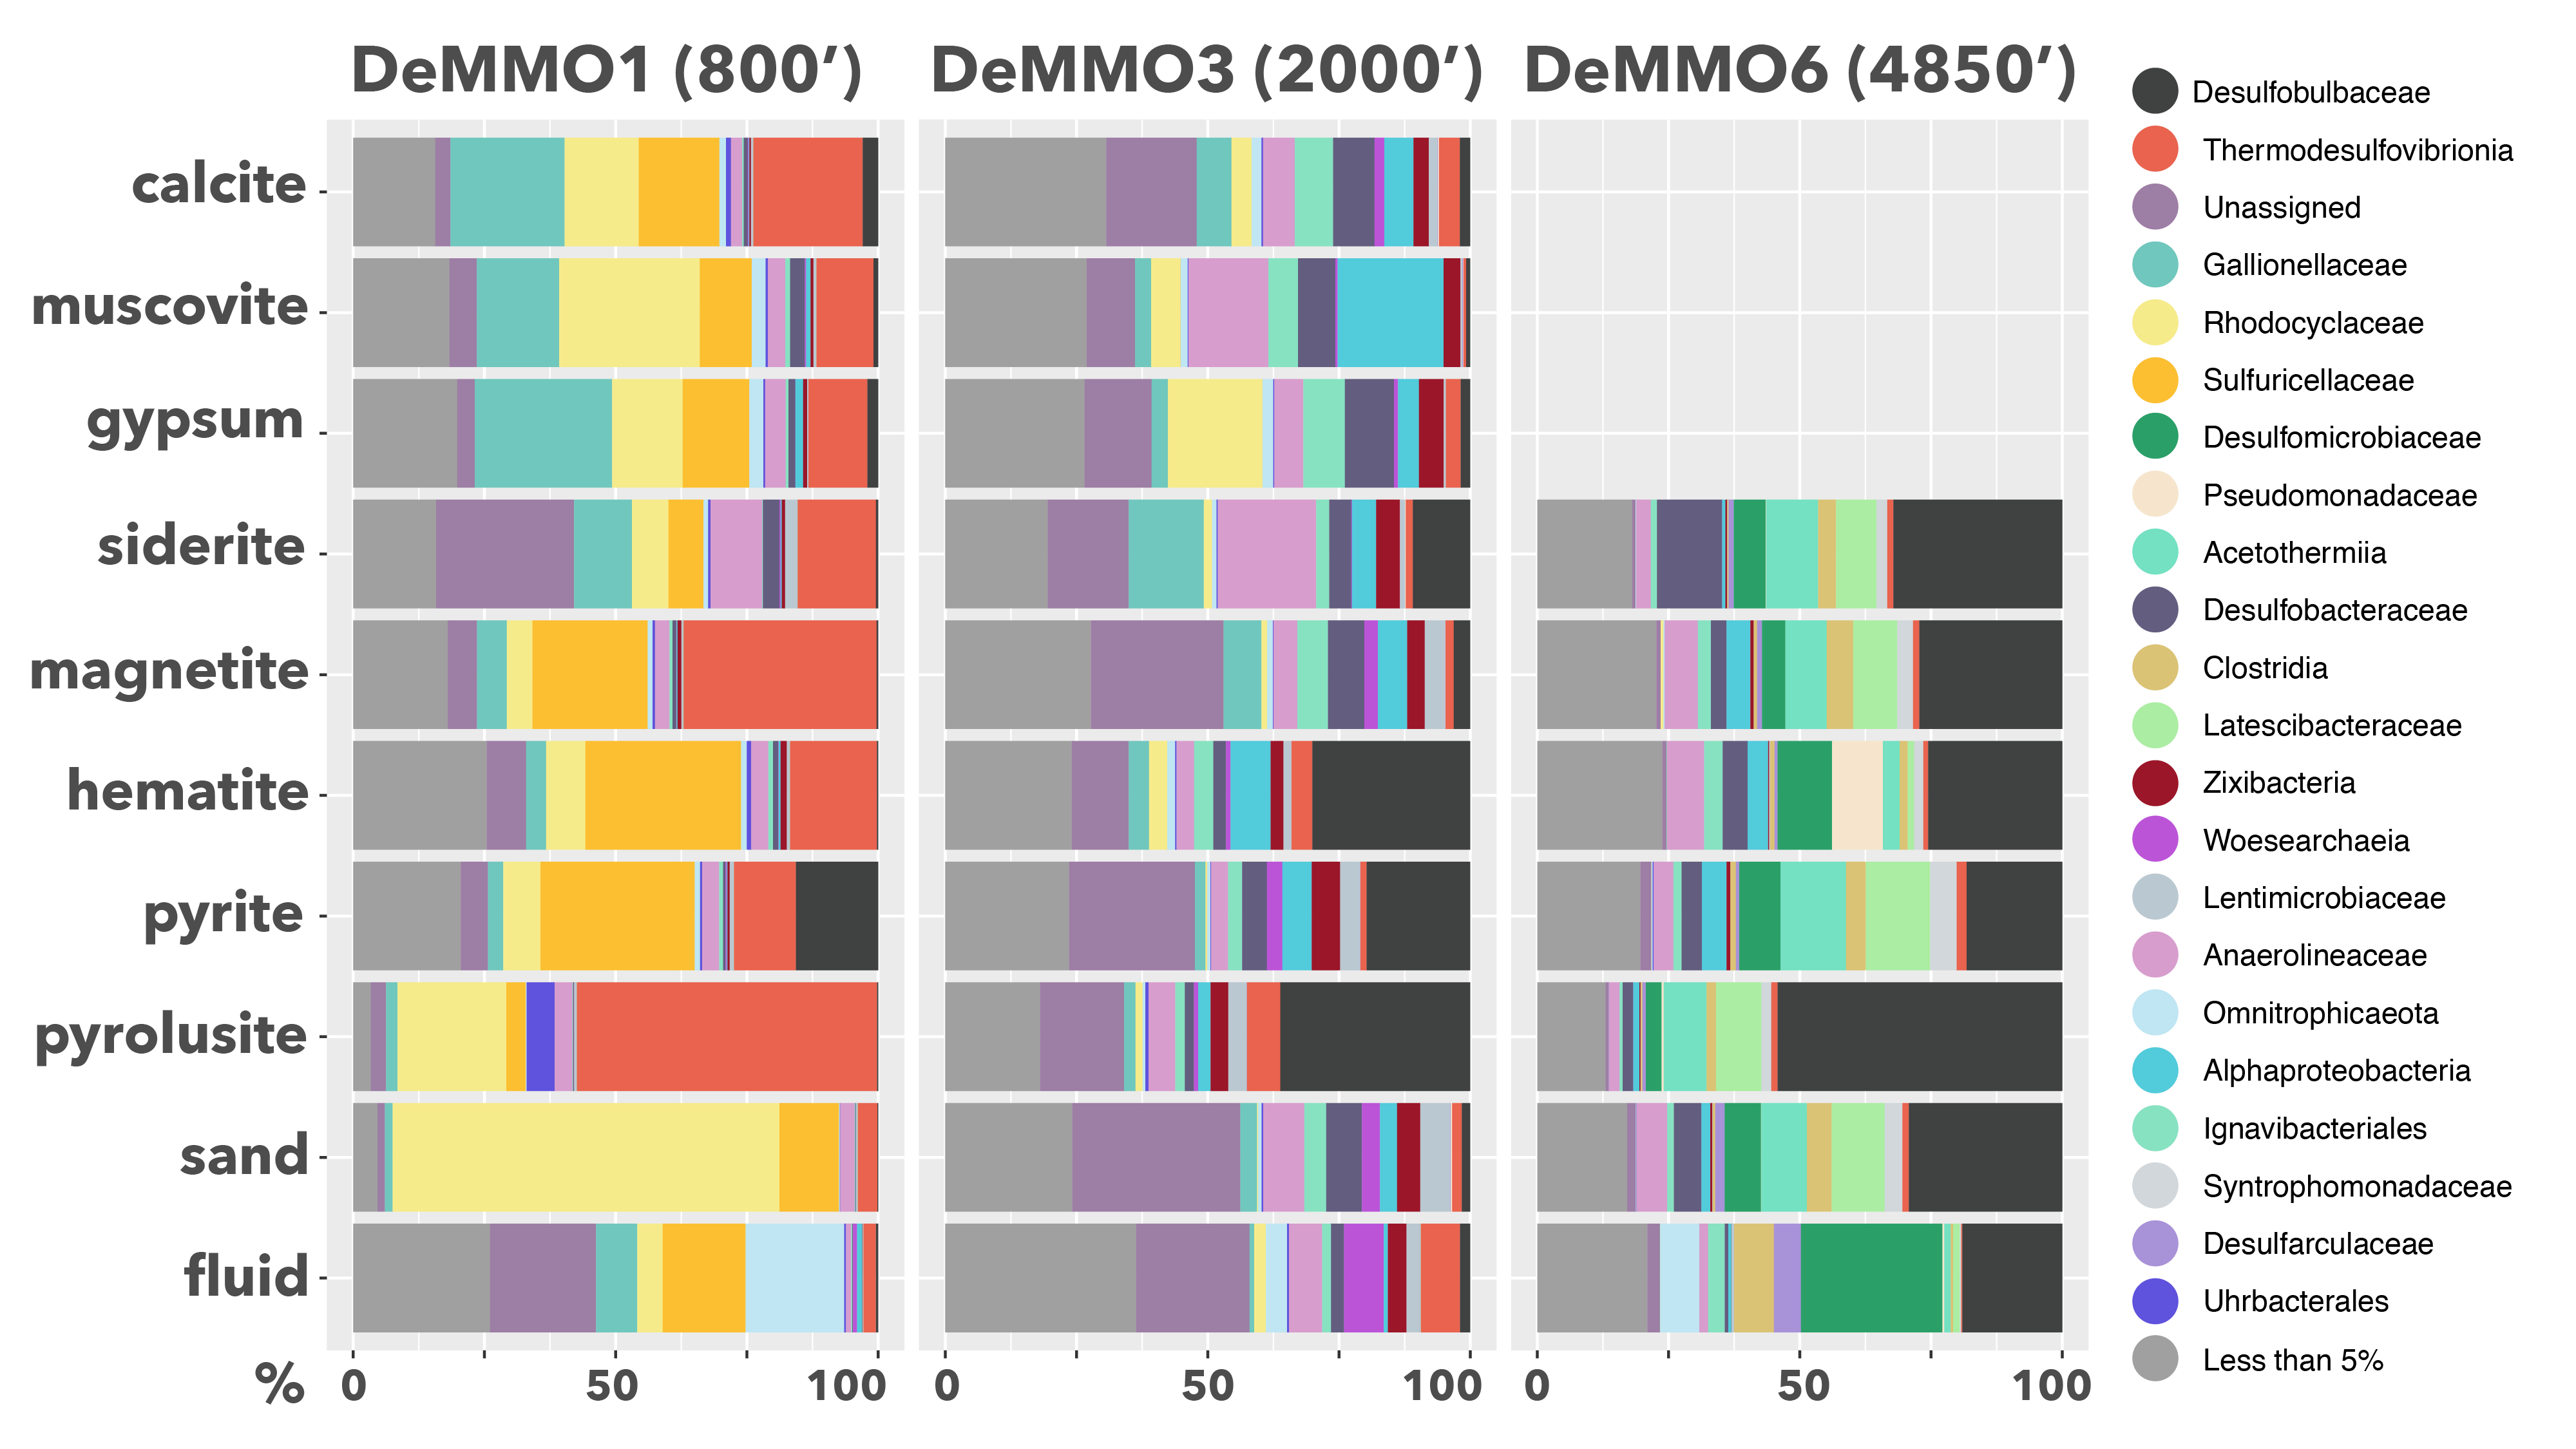 DeMMO1 (800’)
DeMMO3 (2000’)
DeMMO6 (4850’)
calcite
muscovite
gypsum
siderite
magnetite
hematite
pyrite
pyrolusite
sand
fluid
% 0 50 100
0 50 100
0 50 100
Desulfobulbaceae
Thermodesulfovibrionia
Unassigned
Gallionellaceae
Rhodocyclaceae
Sulfuricellaceae
Desulfomicrobiaceae
Pseudomonadaceae
Acetothermiia
Desulfobacteraceae
Clostridia
Latescibacteraceae
Zixibacteria
Woesearchaeia
Lentimicrobiaceae
Anaerolineaceae
Omnitrophicaeota
Alphaproteobacteria
Ignavibacteriales
Syntrophomonadaceae
Desulfarculaceae
Uhrbacterales
Less than 5%